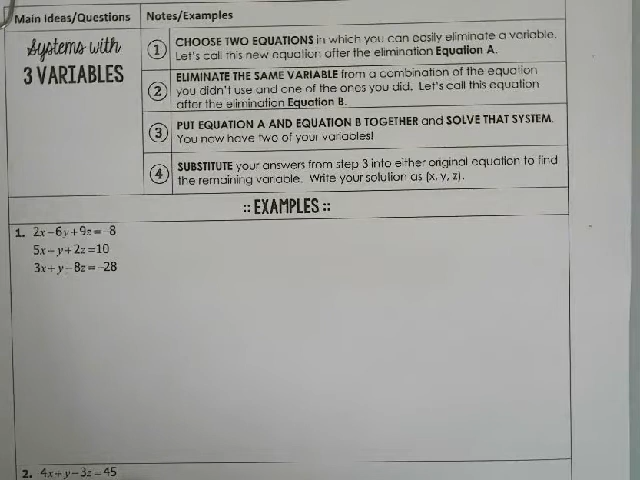 Main Ideas/Questions
Notes/Examples
Systems with
3 VARIABLES
1 CHOOSE TWO EQUATIONS in which you can easily eliminate a variable.
Let's call this new equation after the elimination Equation A.
2 ELIMINATE THE SAME VARIABLE from a combination of the equation
you didn't use and one of the ones you did. Let's call this equation
after the elimination Equation B.
3 PUT EQUATION A AND EQUATION B TOGETHER and SOLVE THAT SYSTEM.
You now have two of your variables!
4 SUBSTITUTE your answers from step 3 into either original equation to find
the remaining variable. Write your solution as (x, y, z).
:: EXAMPLES ::
1. 2x−6y+9z=−8
5x+y+2z=10
3x+y−8z=−28
2. 4x+y−3z=45